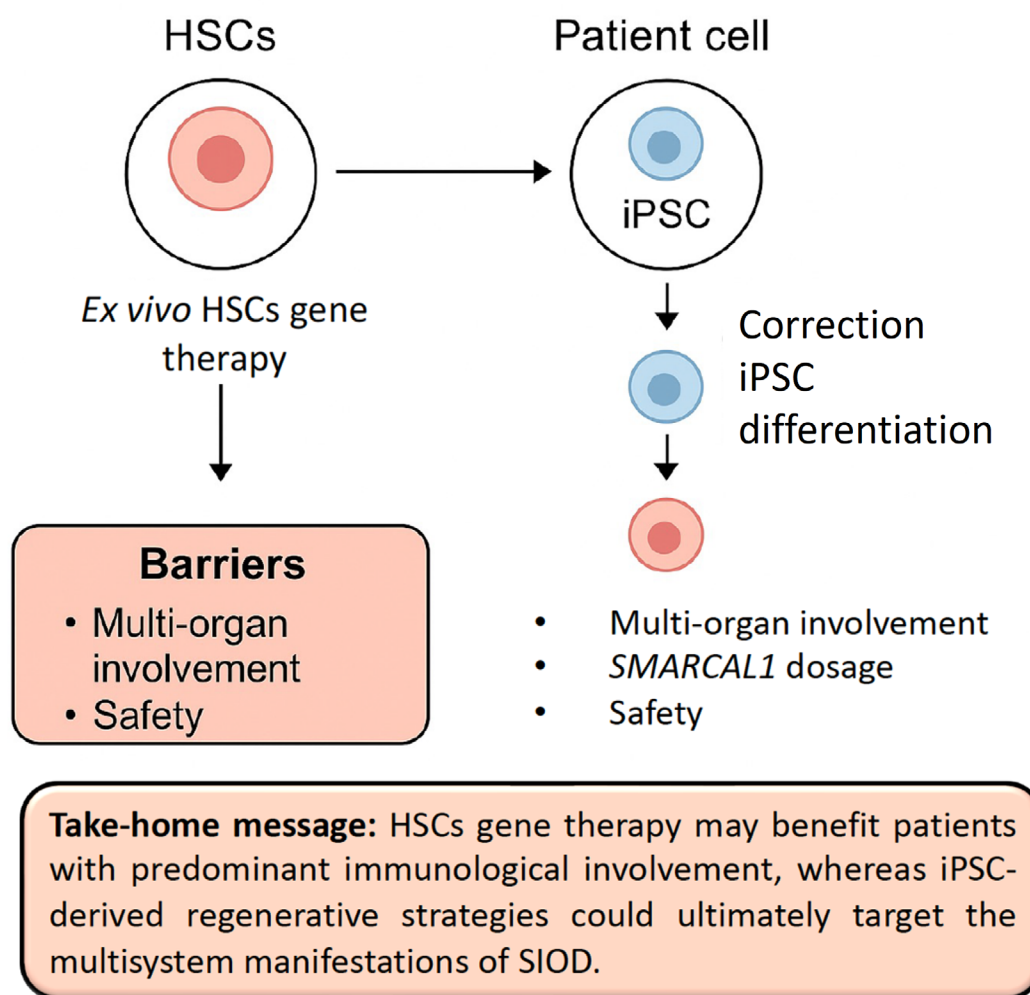 HSCs
Patient cell
iPSC
Ex vivo HSCs gene
therapy
Correction
iPSC
differentiation
Barriers
• Multi-organ
involvement
• Safety
• Multi-organ involvement
• SMARCAL1 dosage
• Safety
Take-home message: HSCs gene therapy may benefit patients
with predominant immunological involvement, whereas iPSC-
derived regenerative strategies could ultimately target the
multisystem manifestations of SIOD.